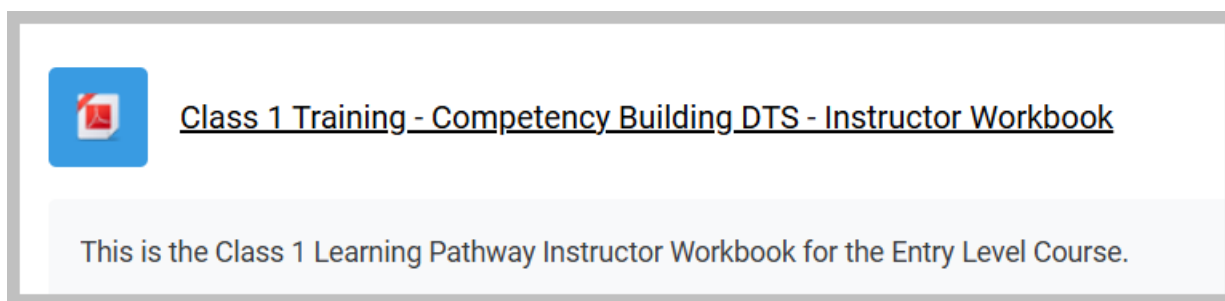 Class 1 Training - Competency Building DTS - Instructor Workbook
This is the Class 1 Learning Pathway Instructor Workbook for the Entry Level Course.